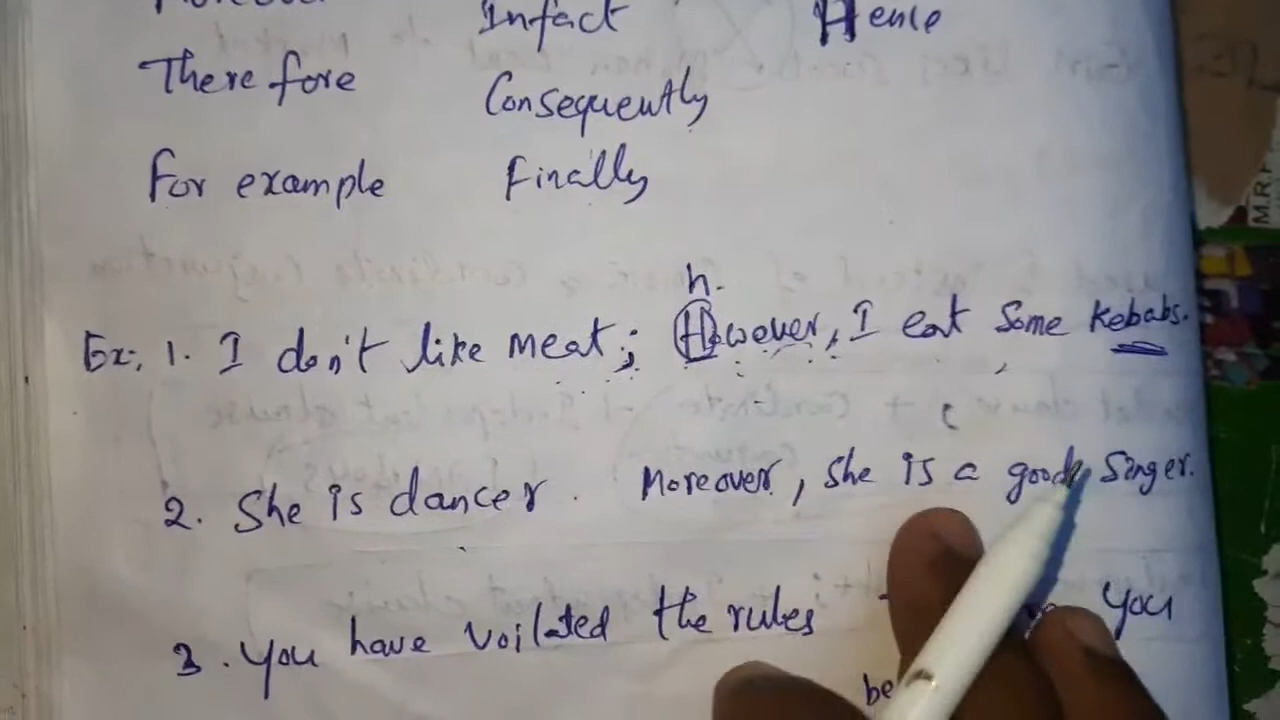 Infact Hence
Therefore Consequently
For example Finally
h.
Ex; 1. I don't like meat; However, I eat some kebabs.
2. She is dancer. Moreover, she is a good singer.
3. You have voilated the rules you
be
M.R.P